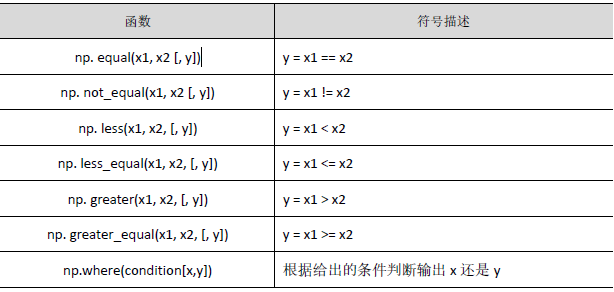 函数 符号描述
np. equal(x1, x2 [, y]) y = x1 == x2
np. not_equal(x1, x2 [, y]) y = x1 != x2
np. less(x1, x2, [, y]) y = x1 < x2
np. less_equal(x1, x2, [, y]) y = x1 <= x2
np. greater(x1, x2, [, y]) y = x1 > x2
np. greater_equal(x1, x2, [, y]) y = x1 >= x2
np.where(condition[x,y]) 根据给出的条件判断输出 x 还是 y